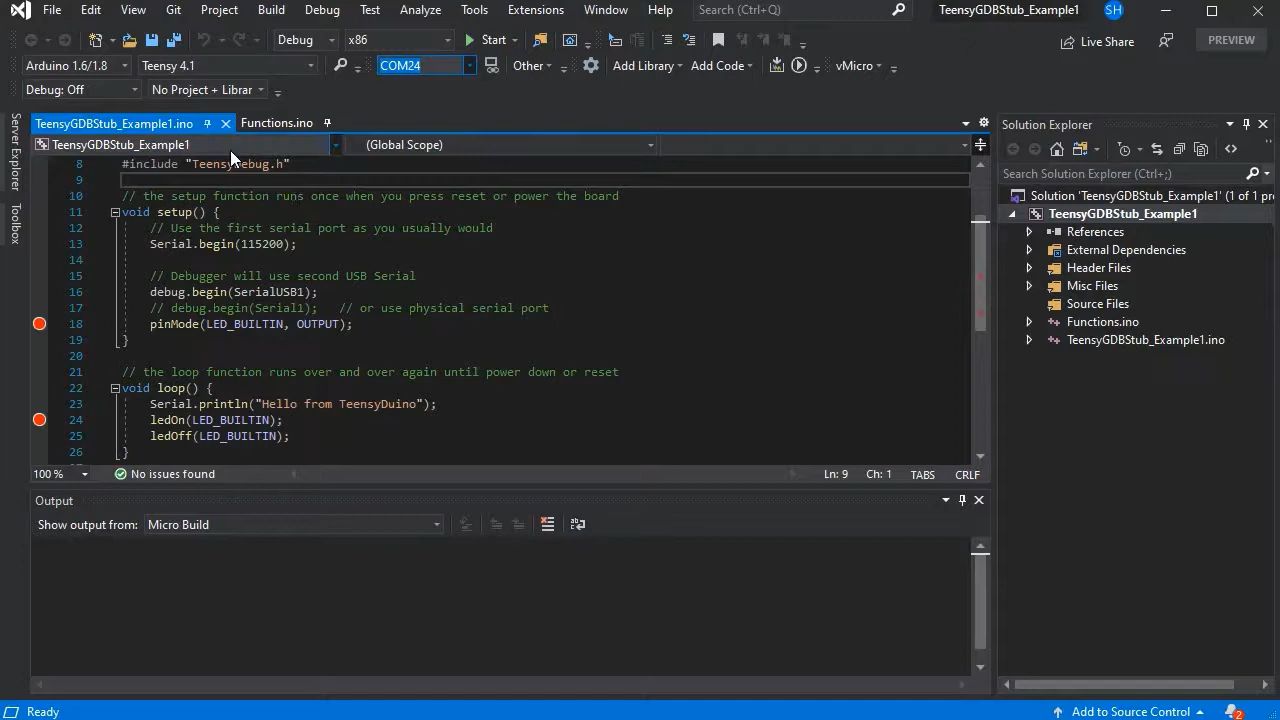 File Edit View Git Project Build Debug Test Analyze Tools Extensions Window Help Search (Ctrl+Q) TeensyGDBStub_Example1 SH
Debug x86 Start Live Share PREVIEW
Arduino 1.6/1.8 Teensy 4.1 COM24 Other Add Library Add Code vMicro
Debug: Off No Project + Librar
Server Explorer
Toolbox
TeensyGDBStub_Example1.ino Functions.ino
TeensyGDBStub_Example1 (Global Scope)
8 #include "TeensyDebug.h"
9
10 // the setup function runs once when you press reset or power the board
11 void setup() {
12 // Use the first serial port as you usually would
13 Serial.begin(115200);
14
15 // Debugger will use second USB Serial
16 debug.begin(SerialUSB1);
17 // debug.begin(Serial1); // or use physical serial port
18 pinMode(LED_BUILTIN, OUTPUT);
19 }
20
21 // the loop function runs over and over again until power down or reset
22 void loop() {
23 Serial.println("Hello from TeensyDuino");
24 ledOn(LED_BUILTIN);
25 ledOff(LED_BUILTIN);
26 }
100 % No issues found Ln: 9 Ch: 1 TABS CRLF
Output
Show output from: Micro Build
Solution Explorer
Search Solution Explorer (Ctrl+;)
Solution 'TeensyGDBStub_Example1' (1 of 1 pr
TeensyGDBStub_Example1
References
External Dependencies
Header Files
Misc Files
Source Files
Functions.ino
TeensyGDBStub_Example1.ino
Ready Add to Source Control 2